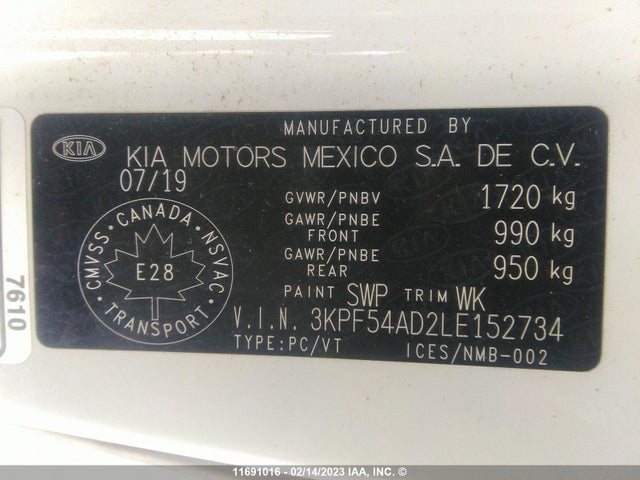 MANUFACTURED BY
KIA KIA MOTORS MEXICO S.A. DE C.V.
07/19
GVWR/PNBV 1720 kg
GAWR/PNBE FRONT 990 kg
GAWR/PNBE REAR 950 kg
PAINT SWP TRIM WK
V.I.N. 3KPF54AD2LE152734
TYPE:PC/VT ICES/NMB-002
CMVSS · CANADA · NSVAC
E28
TRANSPORT
7610
11691016 - 02/14/2023 IAA, INC. ©